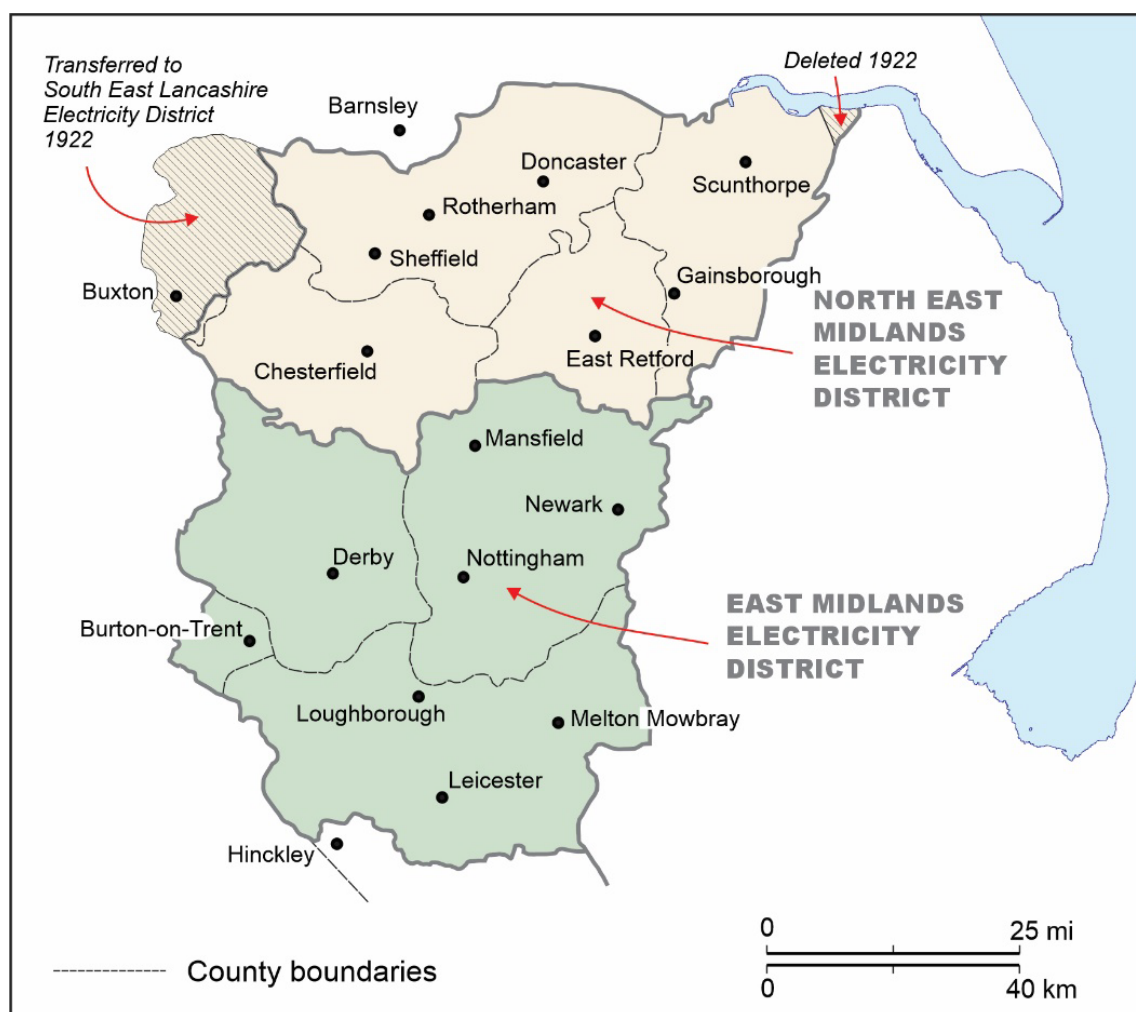 Transferred to
South East Lancashire
Electricity District
1922
Deleted 1922
Barnsley
Doncaster
Scunthorpe
Rotherham
Sheffield
Buxton
Gainsborough
NORTH EAST
MIDLANDS
ELECTRICITY
DISTRICT
East Retford
Chesterfield
Mansfield
Newark
Derby
Nottingham
EAST MIDLANDS
ELECTRICITY
DISTRICT
Burton-on-Trent
Loughborough
Melton Mowbray
Leicester
Hinckley
0 25 mi
0 40 km
County boundaries